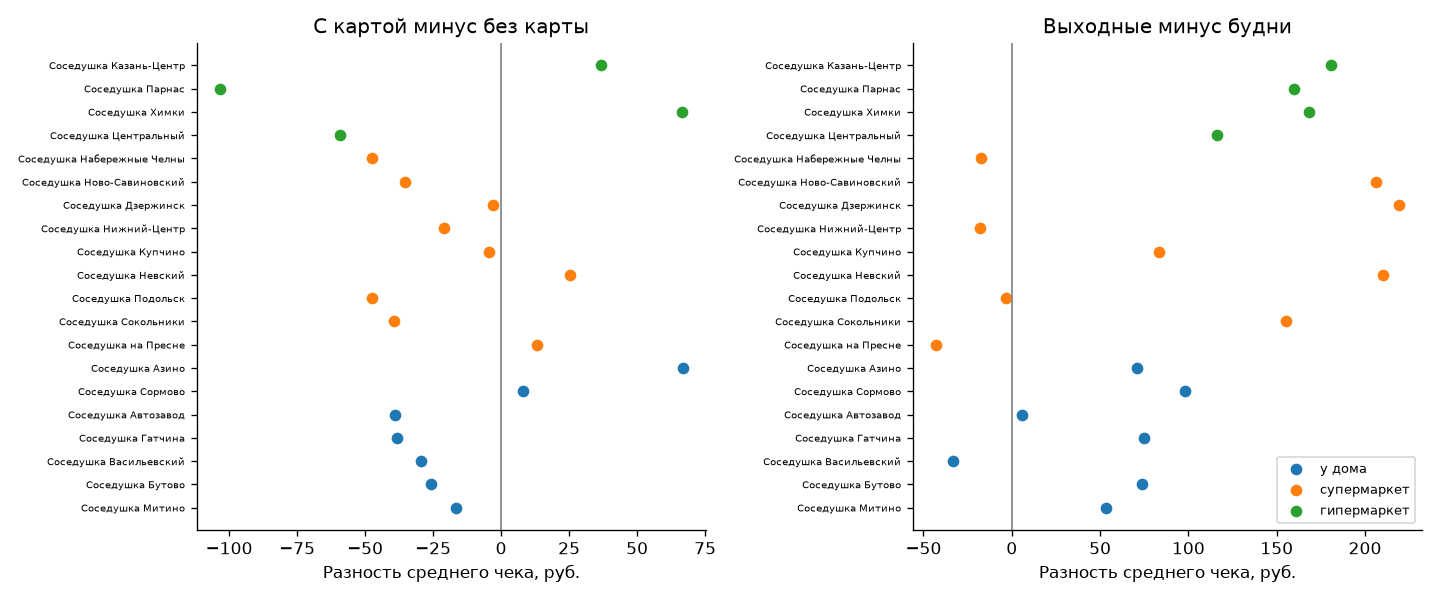 С картой минус без карты
Соседушка Казань-Центр
Соседушка Парнас
Соседушка Химки
Соседушка Центральный
Соседушка Набережные Челны
Соседушка Ново-Савиновский
Соседушка Дзержинск
Соседушка Нижний-Центр
Соседушка Купчино
Соседушка Невский
Соседушка Подольск
Соседушка Сокольники
Соседушка на Пресне
Соседушка Азино
Соседушка Сормово
Соседушка Автозавод
Соседушка Гатчина
Соседушка Васильевский
Соседушка Бутово
Соседушка Митино
−100 −75 −50 −25 0 25 50 75
Разность среднего чека, руб.
Выходные минус будни
Соседушка Казань-Центр
Соседушка Парнас
Соседушка Химки
Соседушка Центральный
Соседушка Набережные Челны
Соседушка Ново-Савиновский
Соседушка Дзержинск
Соседушка Нижний-Центр
Соседушка Купчино
Соседушка Невский
Соседушка Подольск
Соседушка Сокольники
Соседушка на Пресне
Соседушка Азино
Соседушка Сормово
Соседушка Автозавод
Соседушка Гатчина
Соседушка Васильевский
Соседушка Бутово
Соседушка Митино
у дома
супермаркет
гипермаркет
−50 0 50 100 150 200
Разность среднего чека, руб.